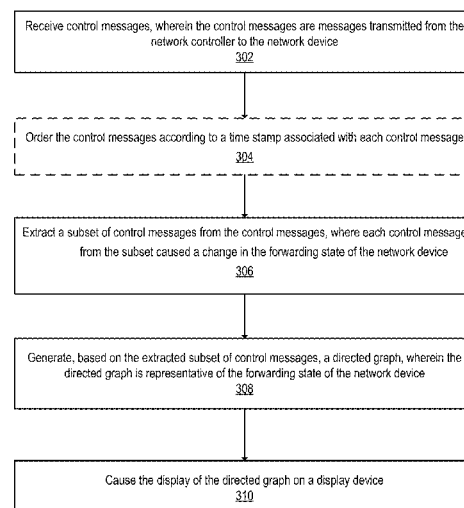 Receive control messages, wherein the control messages are messages transmitted from the
network controller to the network device
302
Order the control messages according to a time stamp associated with each control message
304
Extract a subset of control messages from the control messages, where each control message
from the subset caused a change in the forwarding state of the network device
306
Generate, based on the extracted subset of control messages, a directed graph, wherein the
directed graph is representative of the forwarding state of the network device
308
Cause the display of the directed graph on a display device
310